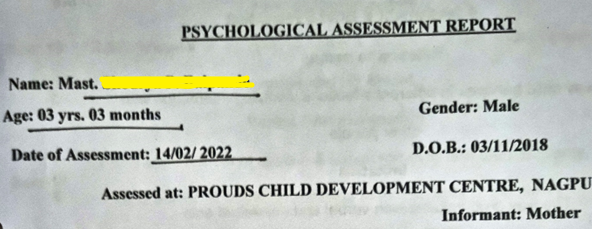 PSYCHOLOGICAL ASSESSMENT REPORT
Name: Mast.
Age: 03 yrs. 03 months
Gender: Male
Date of Assessment: 14/02/ 2022
D.O.B.: 03/11/2018
Assessed at: PROUDS CHILD DEVELOPMENT CENTRE, NAGPU
Informant: Mother